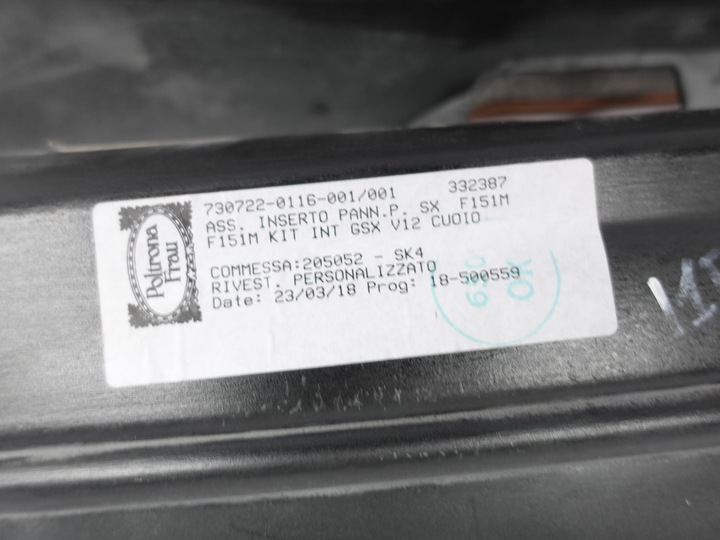 Poltrona
Frau
730722-0116-001/001 332387
ASS. INSERTO PANN.P. SX F151M
F151M KIT INT GSX V12 CUOIO
COMMESSA:205052 - SK4
RIVEST. PERSONALIZZATO
Date: 23/03/18 Prog: 18-500559
OK